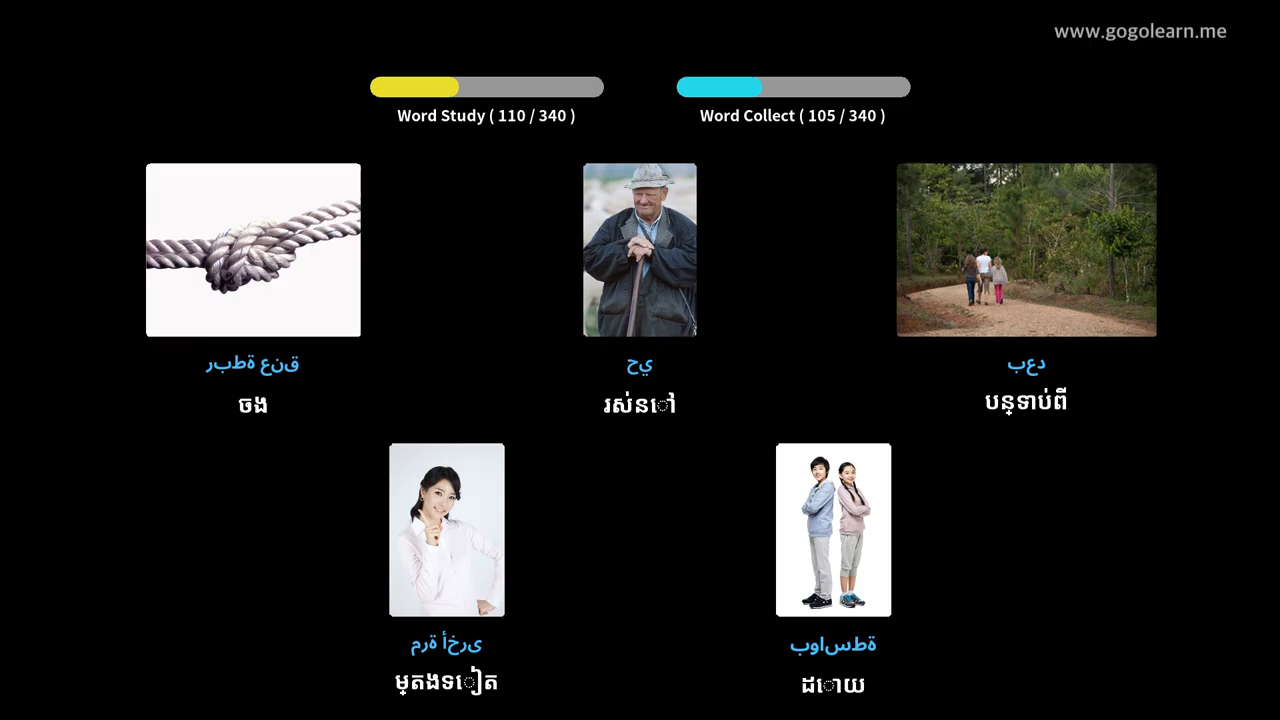 www.gogolearn.me
Word Study ( 110 / 340 )
Word Collect ( 105 / 340 )
ربطة عنق
حي
بعد
ចង
រស់នៅ
បន្ទាប់ពី
مرة أخرى
بواسطة
ម្តងទៀត
ដោយ